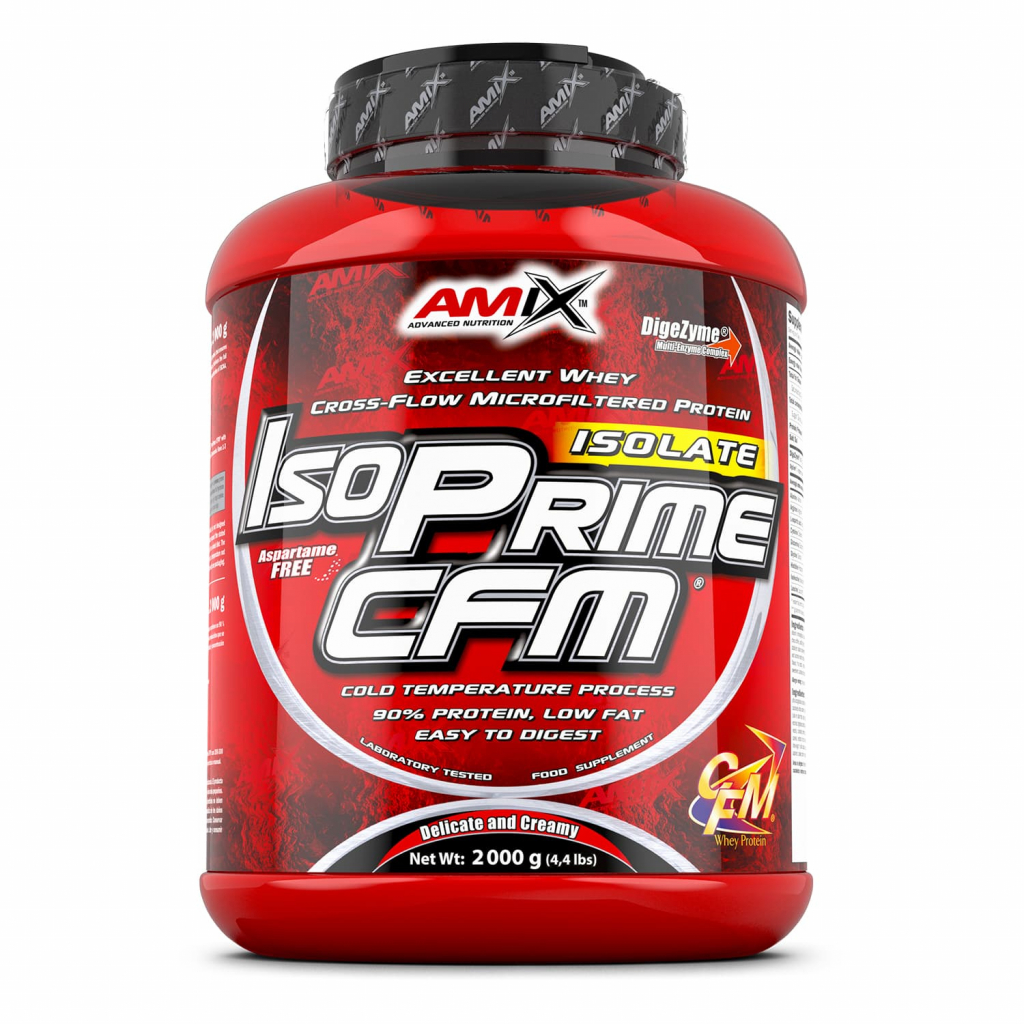 AMIX™
ADVANCED NUTRITION
DigeZyme®
Multi-Enzyme Complex
EXCELLENT WHEY
CROSS-FLOW MICROFILTERED PROTEIN
ISOLATE
ISOPRIME
Aspartame
FREE
CFM®
COLD TEMPERATURE PROCESS
90% PROTEIN, LOW FAT
EASY TO DIGEST
LABORATORY TESTED FOOD SUPPLEMENT
CFM®
Whey Protein
Delicate and Creamy
Net Wt: 2000 g (4,4 lbs)